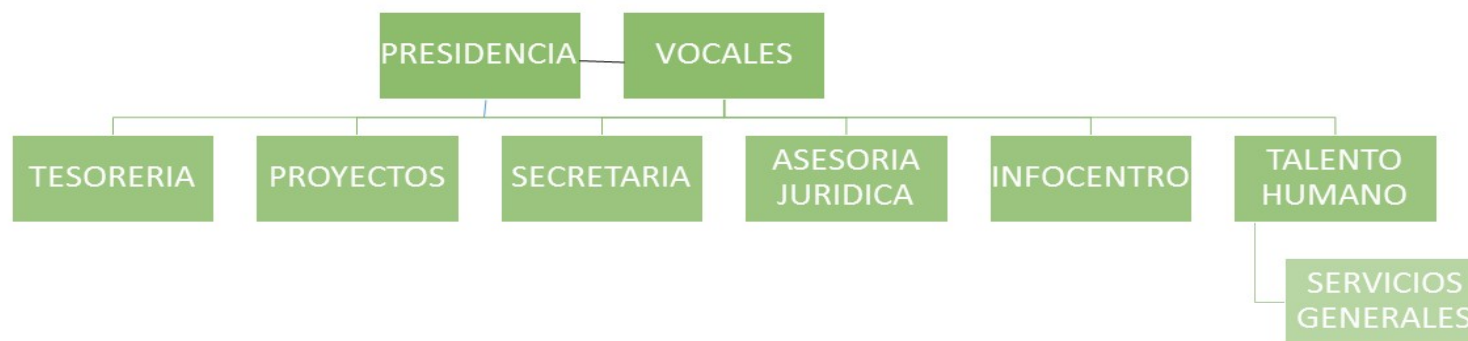 PRESIDENCIA
VOCALES
TESORERIA
PROYECTOS
SECRETARIA
ASESORIA
JURIDICA
INFOCENTRO
TALENTO
HUMANO
SERVICIOS
GENERALES